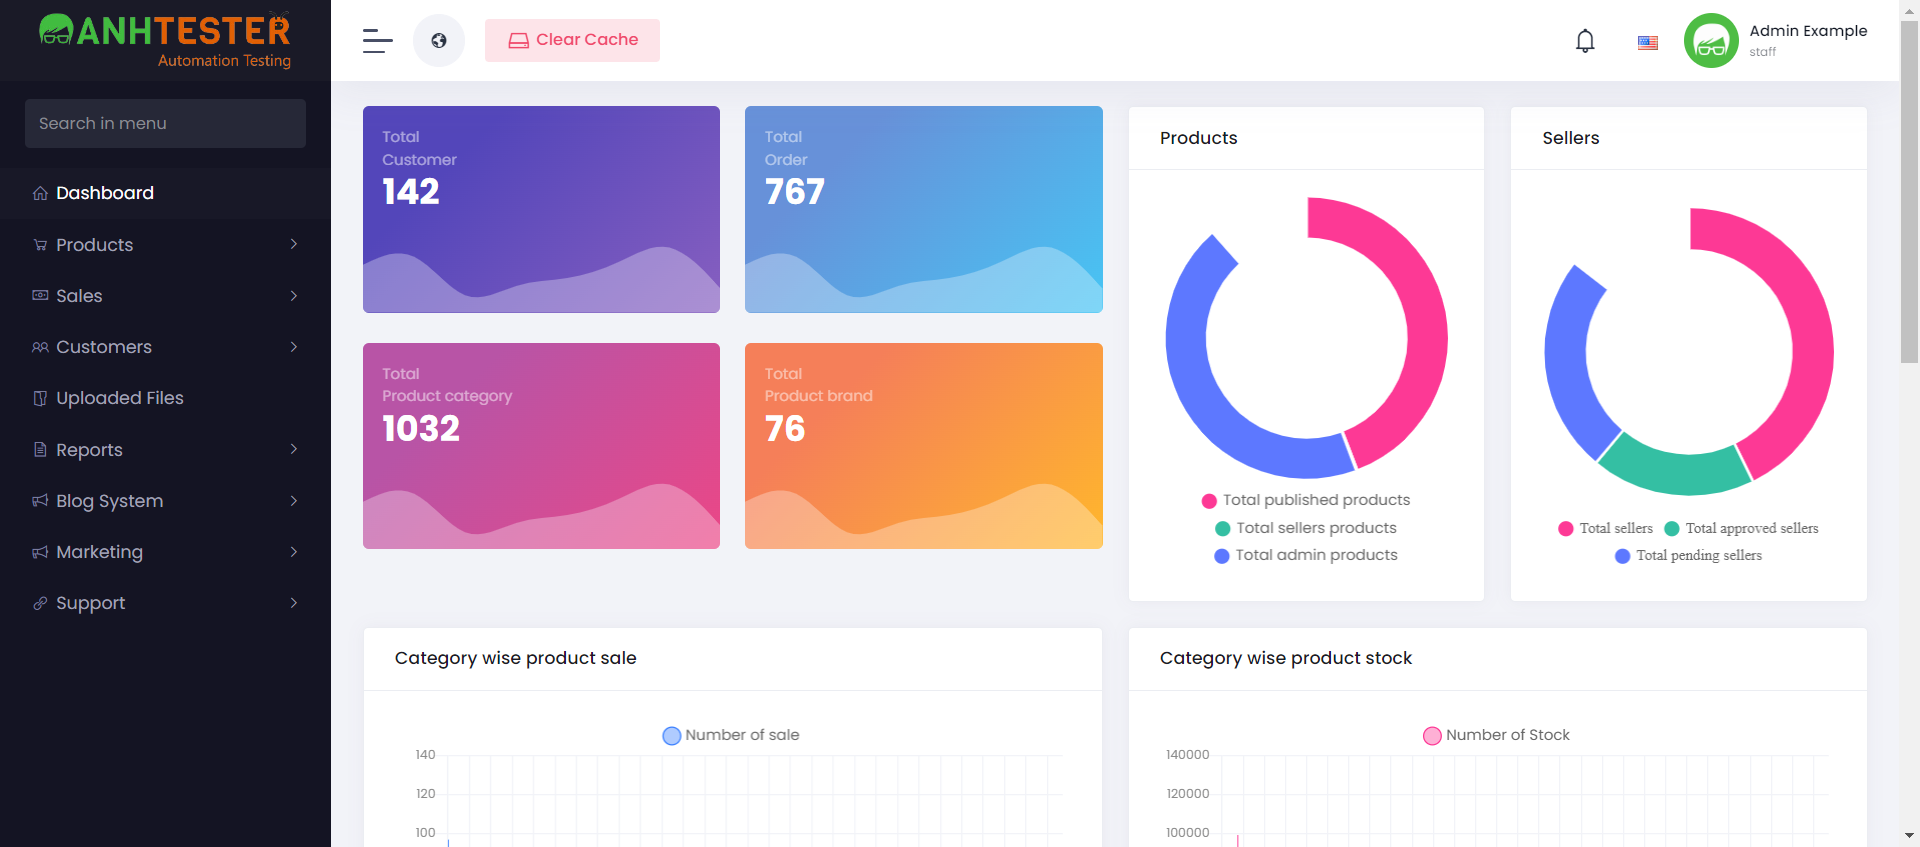 ANHTESTER
Automation Testing
Search in menu
Dashboard
Products
Sales
Customers
Uploaded Files
Reports
Blog System
Marketing
Support
Clear Cache
Admin Example
staff
Total
Customer
142
Total
Order
767
Total
Product category
1032
Total
Product brand
76
Products
Total published products
Total sellers products
Total admin products
Sellers
Total sellers Total approved sellers
Total pending sellers
Category wise product sale
Number of sale
140
120
100
Category wise product stock
Number of Stock
140000
120000
100000